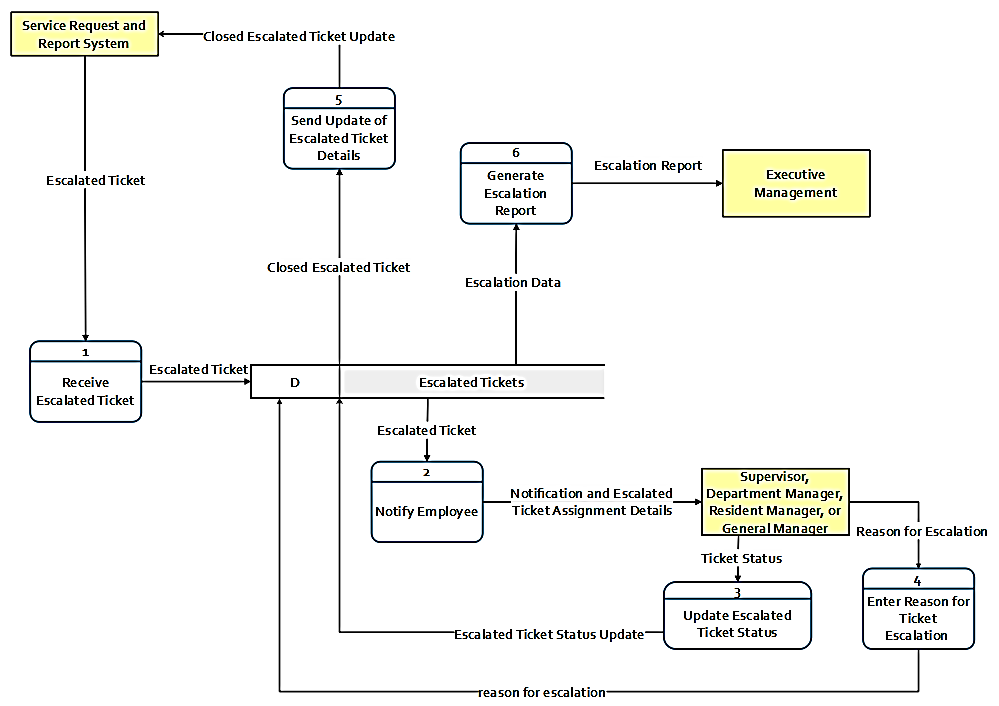 Service Request and
Report System
Closed Escalated Ticket Update
5
Send Update of
Escalated Ticket
Details
6
Generate
Escalation
Report
Escalation Report
Executive
Management
Escalated Ticket
Closed Escalated Ticket
Escalation Data
1
Receive
Escalated Ticket
Escalated Ticket
D
Escalated Tickets
Escalated Ticket
2
Notify Employee
Notification and Escalated
Ticket Assignment Details
Supervisor,
Department Manager,
Resident Manager, or
General Manager
Reason for Escalation
Ticket Status
3
Update Escalated
Ticket Status
4
Enter Reason for
Ticket
Escalation
Escalated Ticket Status Update
reason for escalation